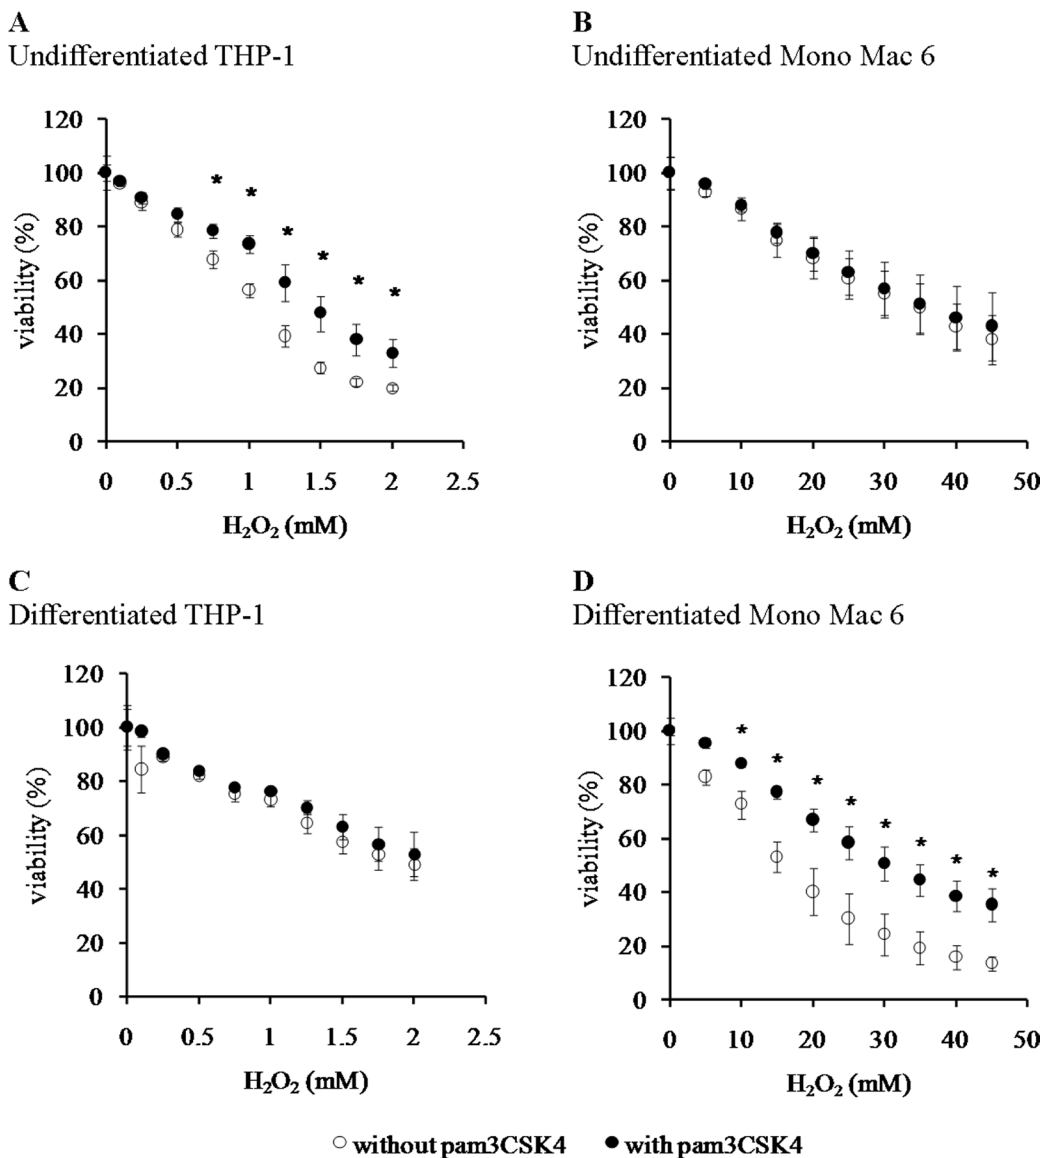 A
Undifferentiated THP-1
120
100
80
60
40
20
0
viability (%)
* * * * * *
0 0.5 1 1.5 2 2.5
H₂O₂ (mM)
B
Undifferentiated Mono Mac 6
120
100
80
60
40
20
0
viability (%)
0 10 20 30 40 50
H₂O₂ (mM)
C
Differentiated THP-1
120
100
80
60
40
20
0
viability (%)
0 0.5 1 1.5 2 2.5
H₂O₂ (mM)
D
Differentiated Mono Mac 6
120
100
80
60
40
20
0
viability (%)
* * * * * * * *
0 10 20 30 40 50
H₂O₂ (mM)
without pam3CSK4 with pam3CSK4